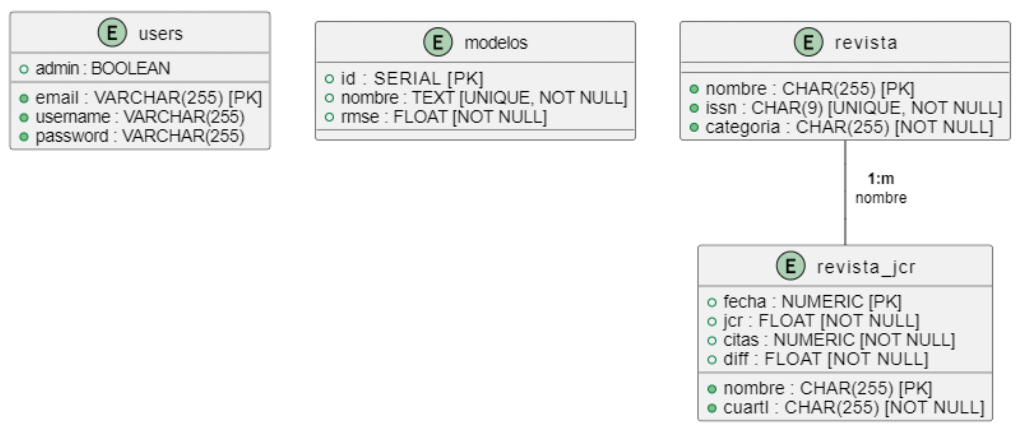 E users
admin : BOOLEAN
email : VARCHAR(255) [PK]
username : VARCHAR(255)
password : VARCHAR(255)
E modelos
id : SERIAL [PK]
nombre : TEXT [UNIQUE, NOT NULL]
rmse : FLOAT [NOT NULL]
E revista
nombre : CHAR(255) [PK]
issn : CHAR(9) [UNIQUE, NOT NULL]
categoria : CHAR(255) [NOT NULL]
1:m
nombre
E revista_jcr
fecha : NUMERIC [PK]
jcr : FLOAT [NOT NULL]
citas : NUMERIC [NOT NULL]
diff : FLOAT [NOT NULL]
nombre : CHAR(255) [PK]
cuartl : CHAR(255) [NOT NULL]